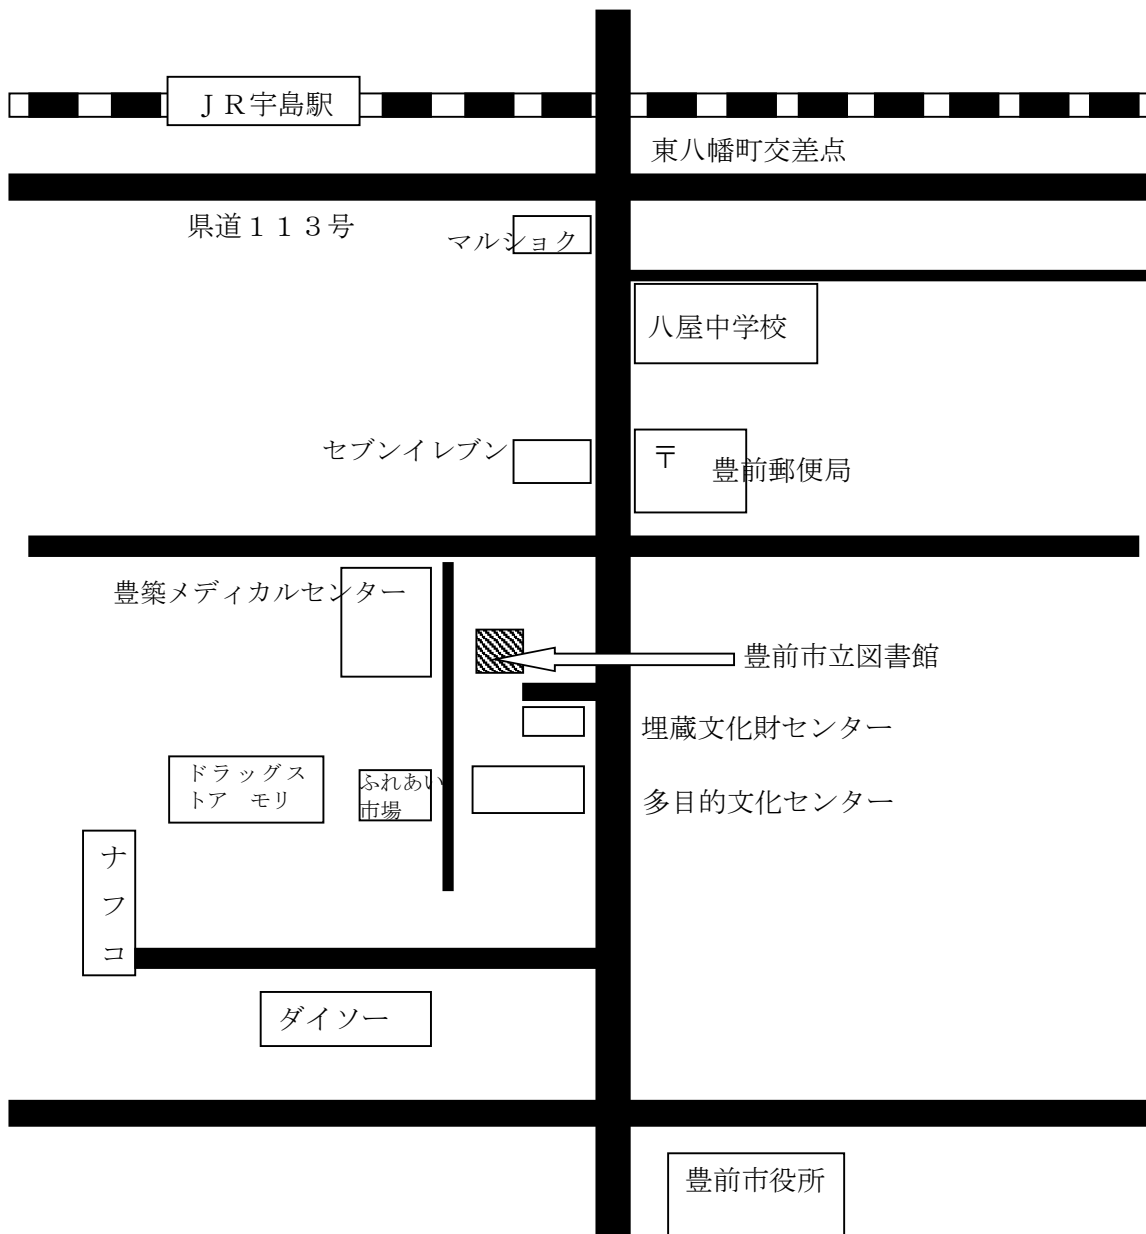 ＪＲ宇島駅
東八幡町交差点
県道１１３号
マルショク
八屋中学校
セブンイレブン
〒 豊前郵便局
豊築メディカルセンター
豊前市立図書館
埋蔵文化財センター
ドラッグス
トア　モリ
ふれあい
市場
多目的文化センター
ナ
フ
コ
ダイソー
豊前市役所